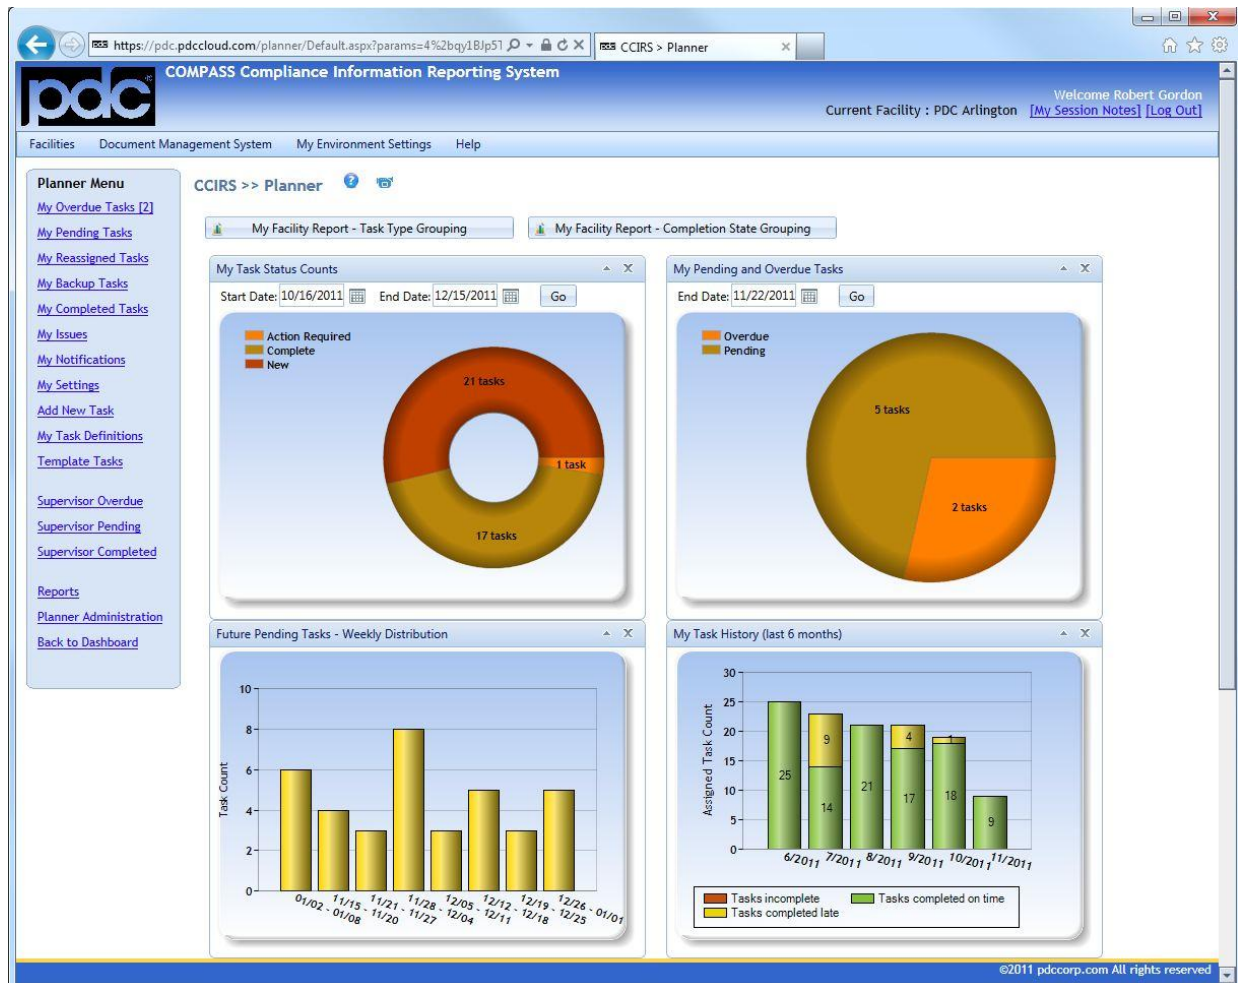 https://pdc.pdccloud.com/planner/Default.aspx?params=4%2bqy1BJp5T
CCIRS > Planner
pdc
COMPASS Compliance Information Reporting System
Welcome Robert Gordon
Current Facility : PDC Arlington [My Session Notes] [Log Out]
Facilities Document Management System My Environment Settings Help
Planner Menu
My Overdue Tasks [2]
My Pending Tasks
My Reassigned Tasks
My Backup Tasks
My Completed Tasks
My Issues
My Notifications
My Settings
Add New Task
My Task Definitions
Template Tasks
Supervisor Overdue
Supervisor Pending
Supervisor Completed
Reports
Planner Administration
Back to Dashboard
CCIRS >> Planner
My Facility Report - Task Type Grouping
My Facility Report - Completion State Grouping
My Task Status Counts
Start Date: 10/16/2011 End Date: 12/15/2011 Go
Action Required
Complete
New
21 tasks
1 task
17 tasks
My Pending and Overdue Tasks
End Date: 11/22/2011 Go
Overdue
Pending
5 tasks
2 tasks
Future Pending Tasks - Weekly Distribution
Task Count
10
8
6
4
2
0
01/02 - 01/08
11/15 - 11/20
11/21 - 11/27
11/28 - 12/04
12/05 - 12/11
12/12 - 12/18
12/19 - 12/25
12/26 - 01/01
My Task History (last 6 months)
Assigned Task Count
30
25
20
15
10
5
0
25
9
14
21
4
17
1
18
9
6/2011
7/2011
8/2011
9/2011
10/2011
11/2011
Tasks incomplete
Tasks completed on time
Tasks completed late
©2011 pdccorp.com All rights reserved